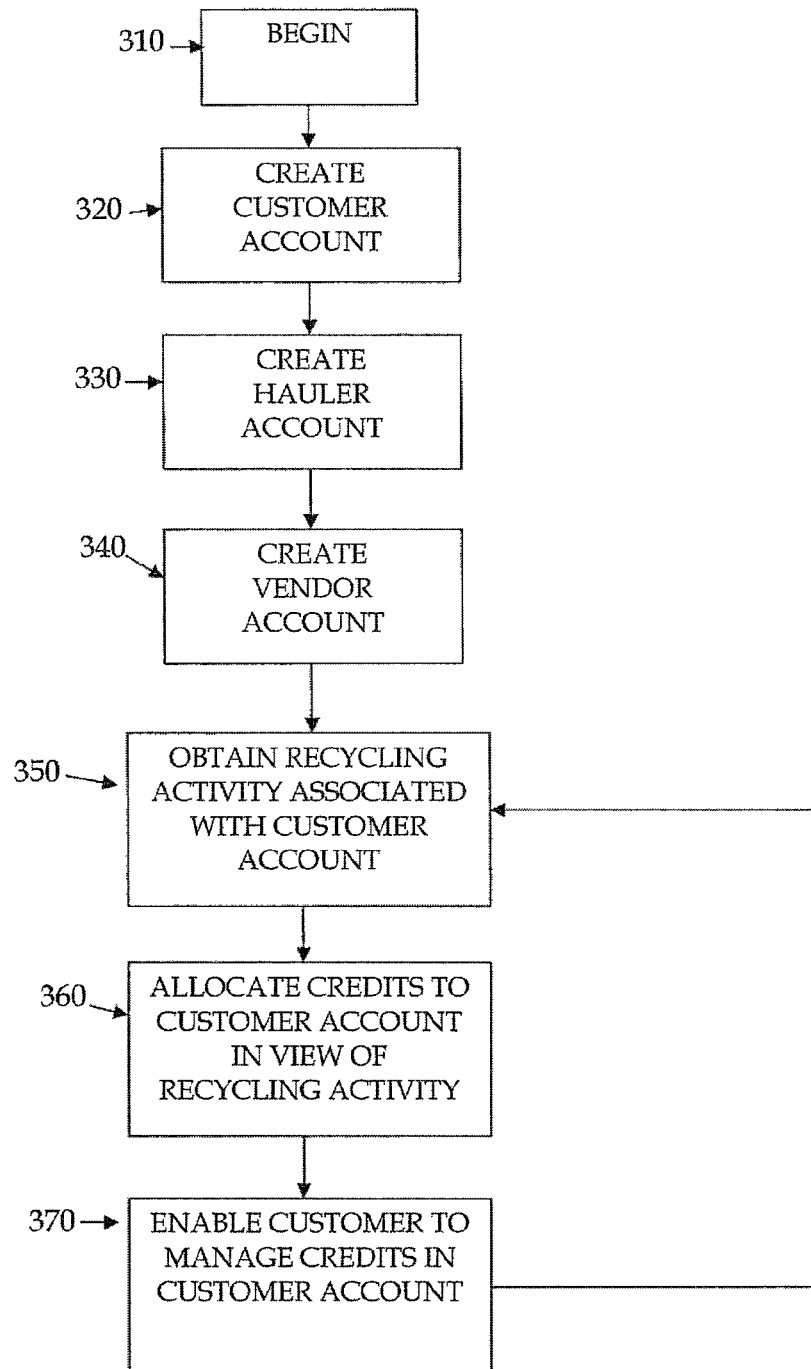 310
BEGIN
320
CREATE
CUSTOMER
ACCOUNT
330
CREATE
HAULER
ACCOUNT
340
CREATE
VENDOR
ACCOUNT
350
OBTAIN RECYCLING
ACTIVITY ASSOCIATED
WITH CUSTOMER
ACCOUNT
360
ALLOCATE CREDITS TO
CUSTOMER ACCOUNT
IN VIEW OF
RECYCLING ACTIVITY
370
ENABLE CUSTOMER TO
MANAGE CREDITS IN
CUSTOMER ACCOUNT